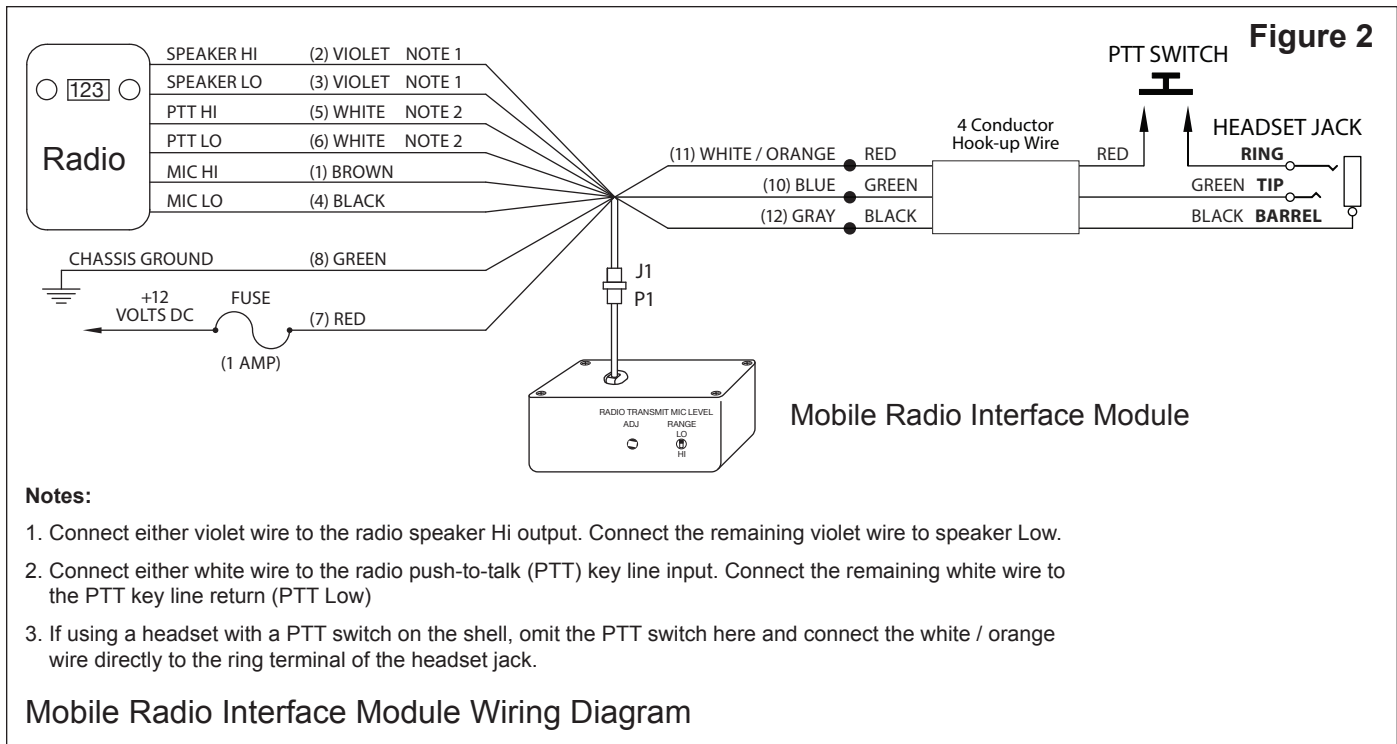 Figure 2
PTT SWITCH
SPEAKER HI (2) VIOLET NOTE 1
SPEAKER LO (3) VIOLET NOTE 1
123
PTT HI (5) WHITE NOTE 2
PTT LO (6) WHITE NOTE 2
Radio
MIC HI (1) BROWN
MIC LO (4) BLACK
4 Conductor
Hook-up Wire
HEADSET JACK
(11) WHITE / ORANGE RED
RED
RING
(10) BLUE GREEN
GREEN TIP
(12) GRAY BLACK
BLACK BARREL
CHASSIS GROUND (8) GREEN
+12
VOLTS DC
FUSE
(7) RED
(1 AMP)
J1
P1
RADIO TRANSMIT MIC LEVEL
ADJ RANGE
LO
HI
Mobile Radio Interface Module
Notes:
1. Connect either violet wire to the radio speaker Hi output. Connect the remaining violet wire to speaker Low.
2. Connect either white wire to the radio push-to-talk (PTT) key line input. Connect the remaining white wire to
the PTT key line return (PTT Low)
3. If using a headset with a PTT switch on the shell, omit the PTT switch here and connect the white / orange
wire directly to the ring terminal of the headset jack.
Mobile Radio Interface Module Wiring Diagram